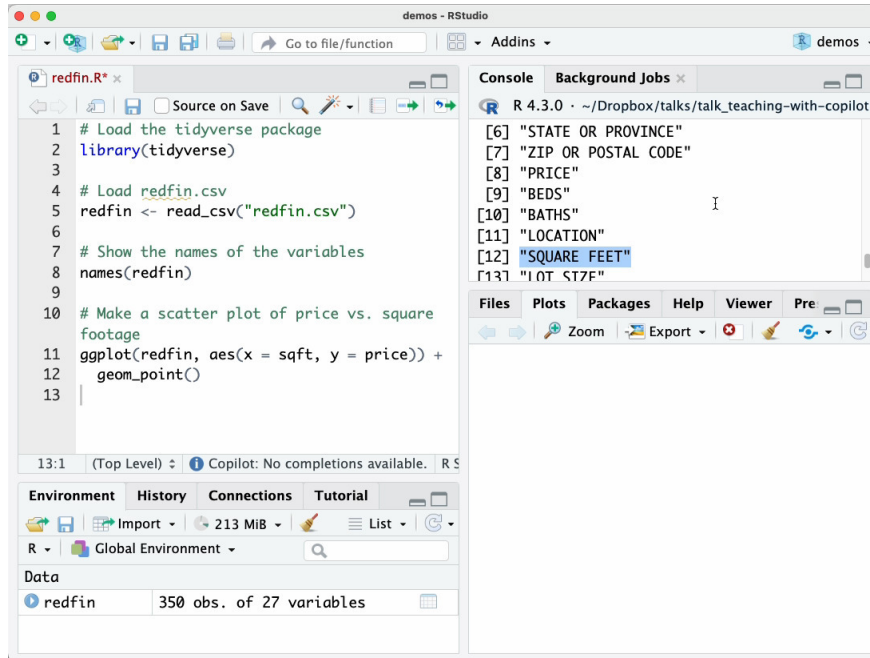 demos - RStudio
Go to file/function
Addins
demos
redfin.R*
Source on Save
1 # Load the tidyverse package
2 library(tidyverse)
3
4 # Load redfin.csv
5 redfin <- read_csv("redfin.csv")
6
7 # Show the names of the variables
8 names(redfin)
9
10 # Make a scatter plot of price vs. square
footage
11 ggplot(redfin, aes(x = sqft, y = price)) +
12   geom_point()
13
13:1 (Top Level) Copilot: No completions available. R S
Environment History Connections Tutorial
Import 213 MiB List
R Global Environment
Data
redfin 350 obs. of 27 variables
Console Background Jobs
R 4.3.0 · ~/Dropbox/talks/talk_teaching-with-copilot
[6] "STATE OR PROVINCE"
[7] "ZIP OR POSTAL CODE"
[8] "PRICE"
[9] "BEDS"
[10] "BATHS"
[11] "LOCATION"
[12] "SQUARE FEET"
[13] "LOT SIZE"
Files Plots Packages Help Viewer Pre
Zoom Export